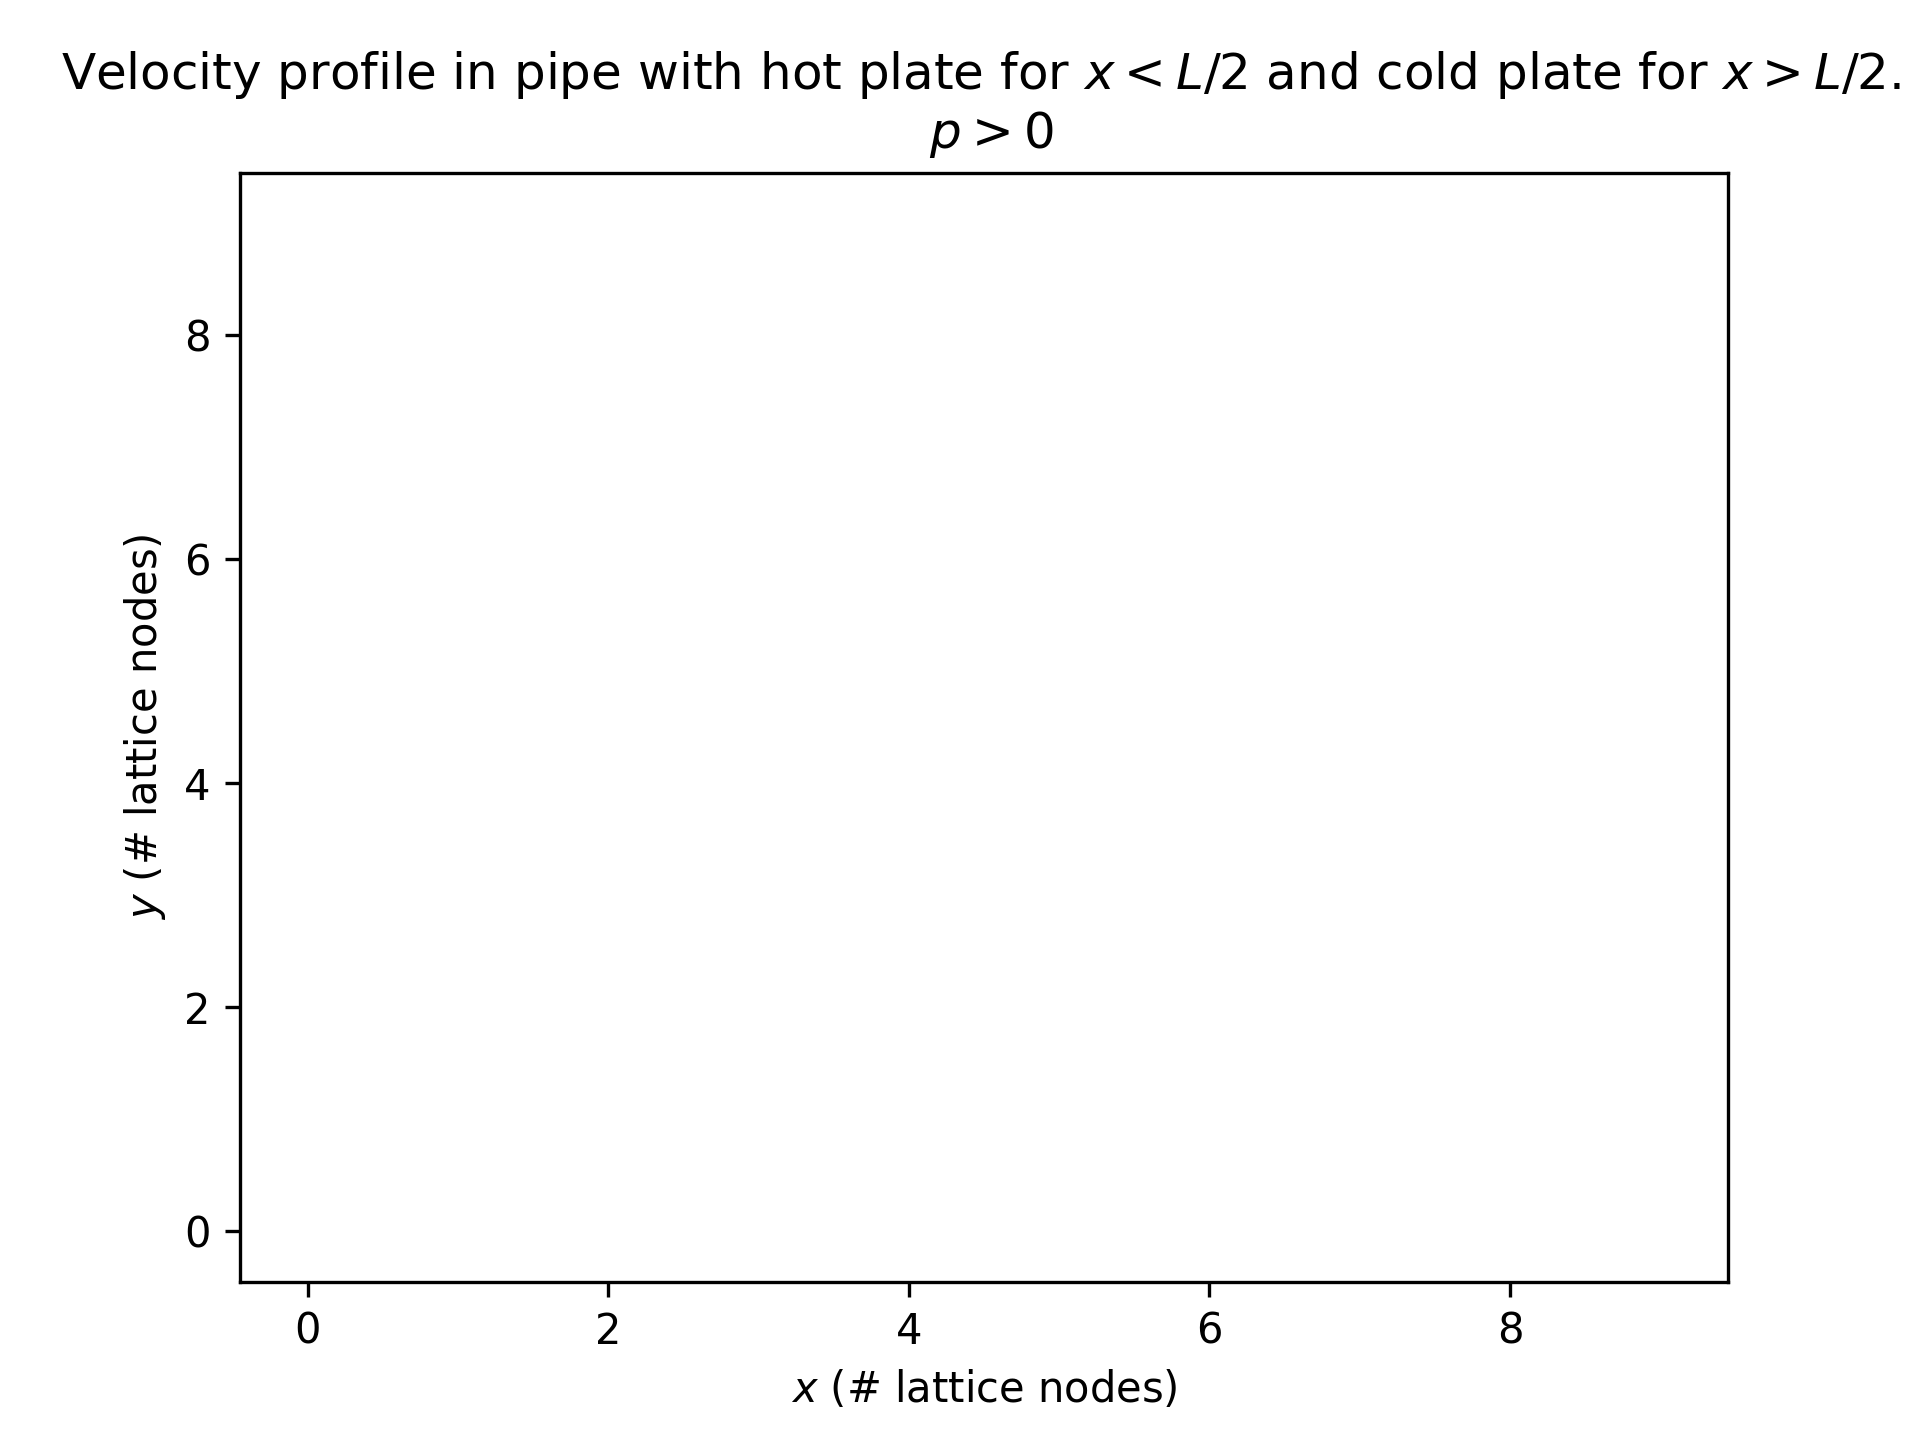 Velocity profile in pipe with hot plate for x < L/2 and cold plate for x > L/2.
p > 0
8
6
4
2
0
y (# lattice nodes)
0 2 4 6 8
x (# lattice nodes)